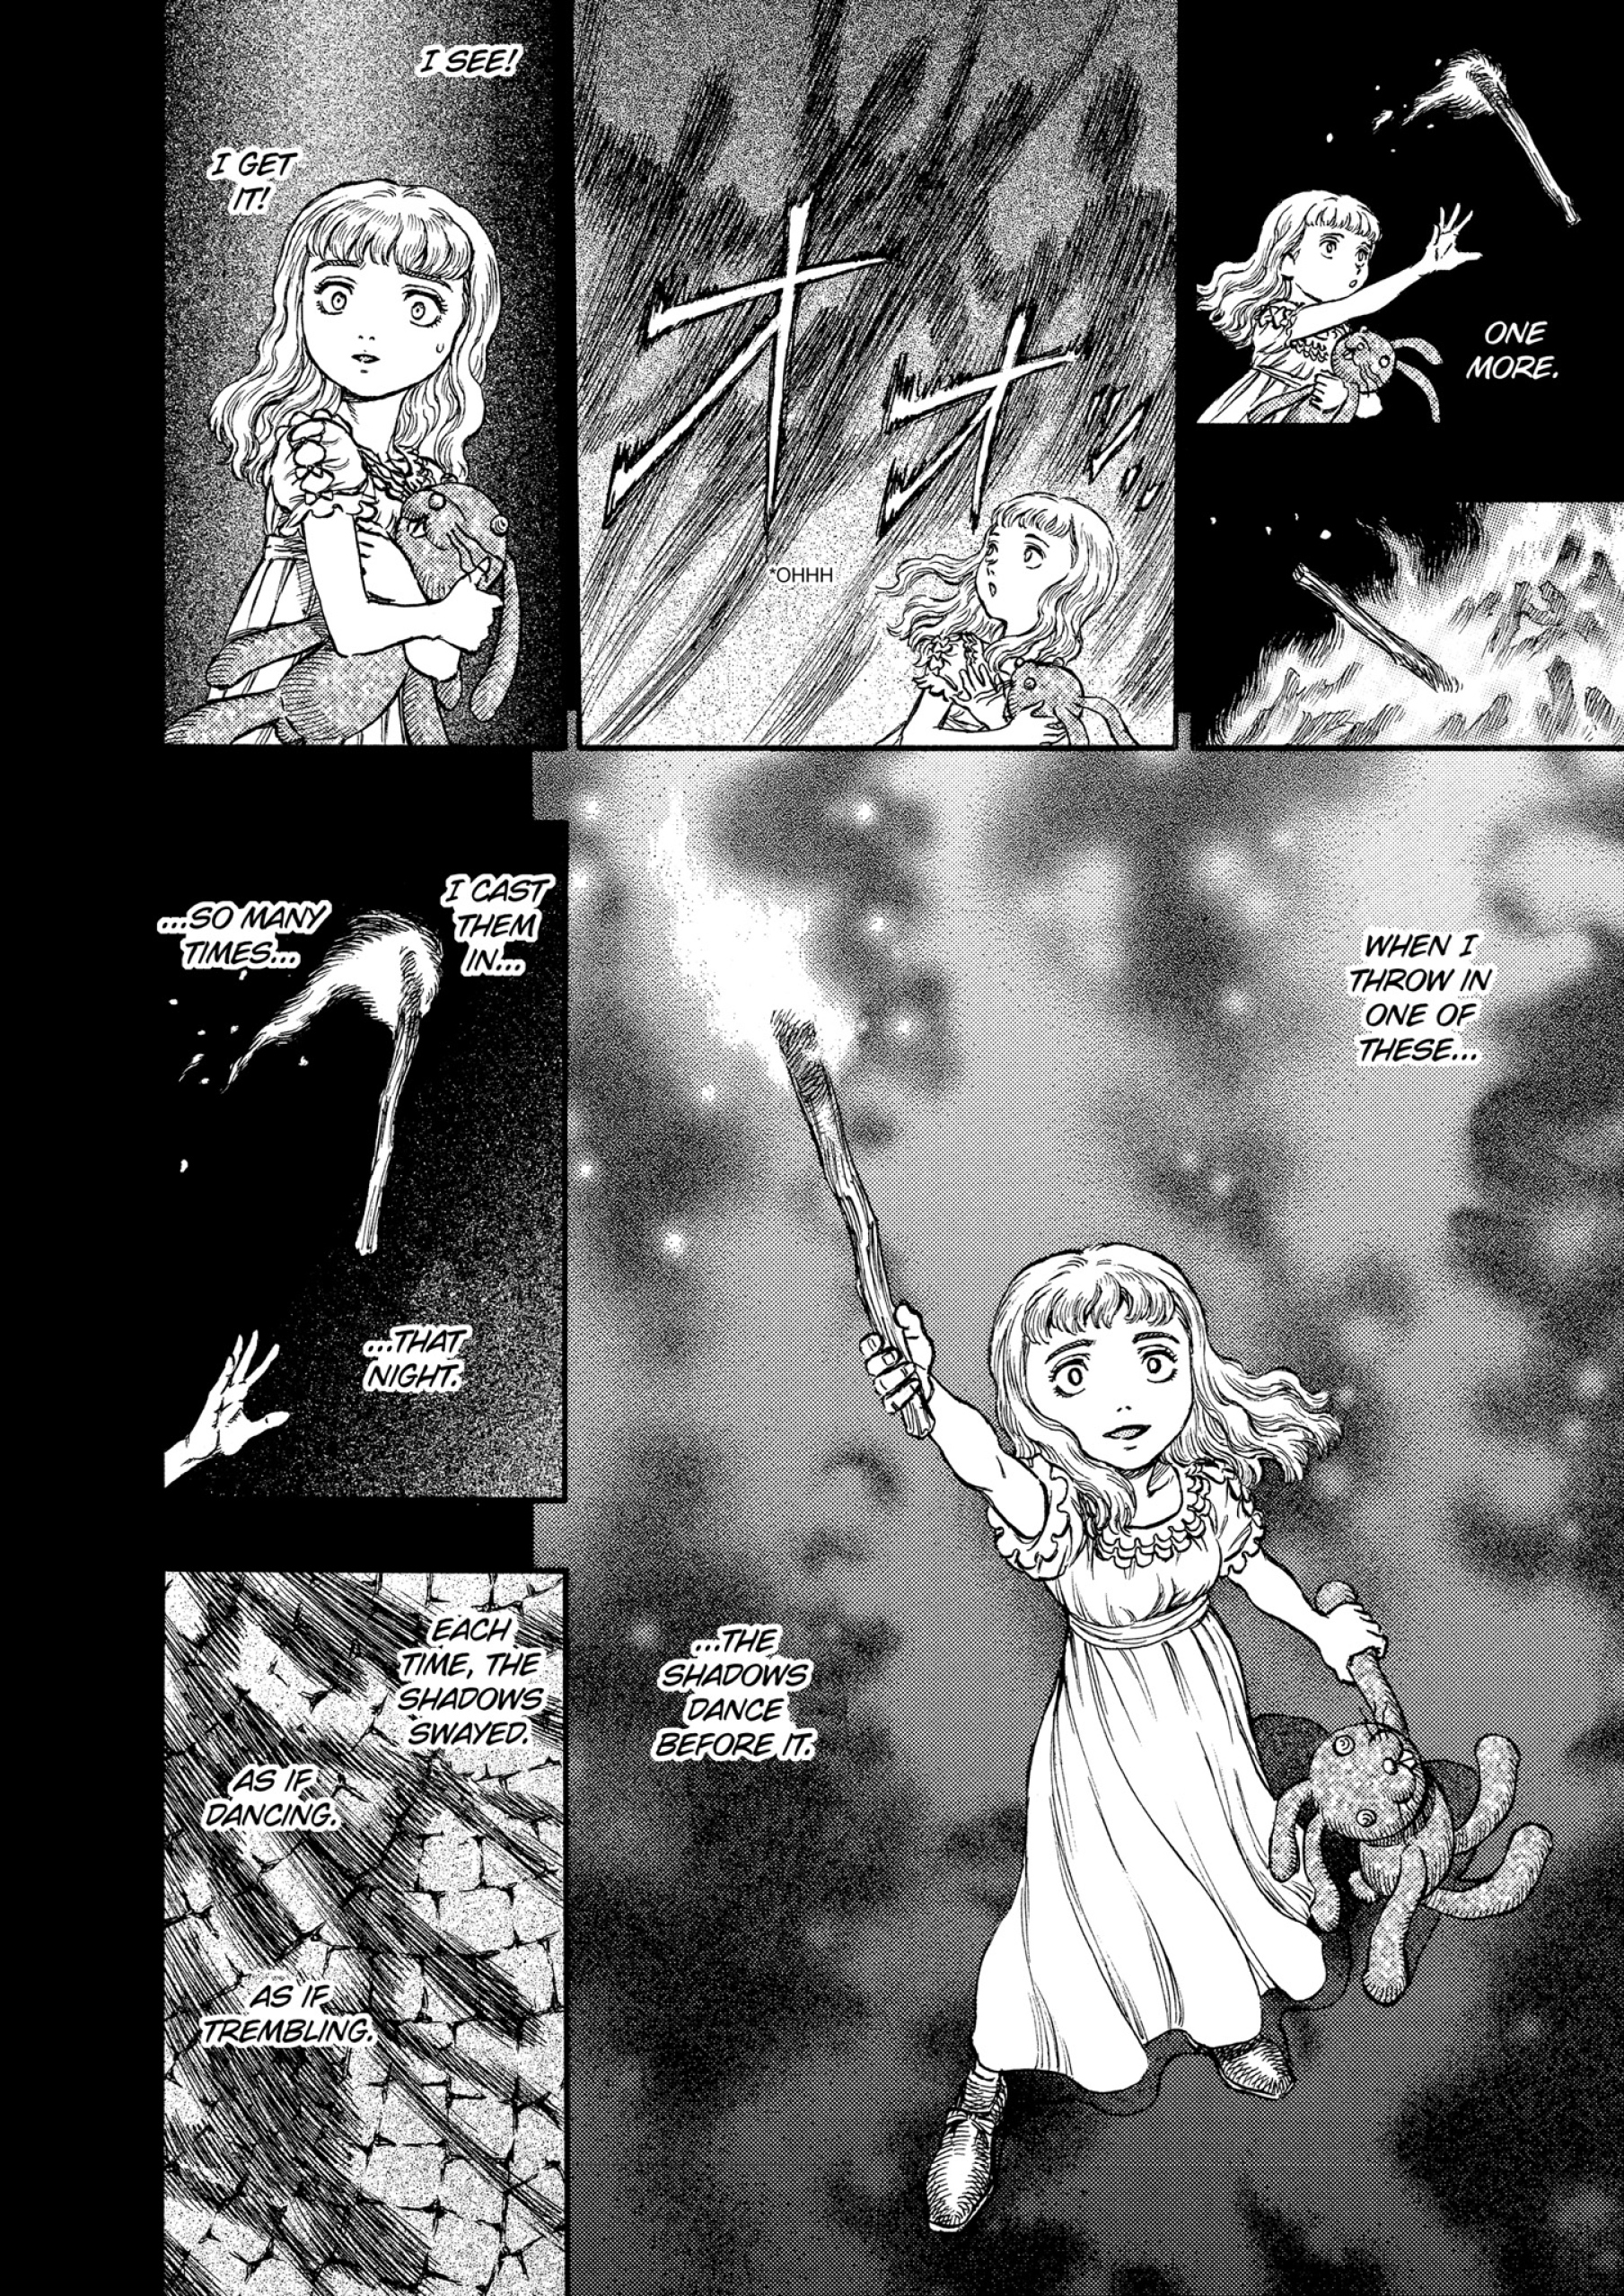 ONE
MORE.
オオ
*OHHH
I SEE!
I GET
IT!
WHEN I
THROW IN
ONE OF
THESE...
...THE
SHADOWS
DANCE
BEFORE IT.
I CAST
THEM
IN...
...SO MANY
TIMES...
...THAT
NIGHT.
EACH
TIME, THE
SHADOWS
SWAYED.
AS IF
DANCING.
AS IF
TREMBLING.